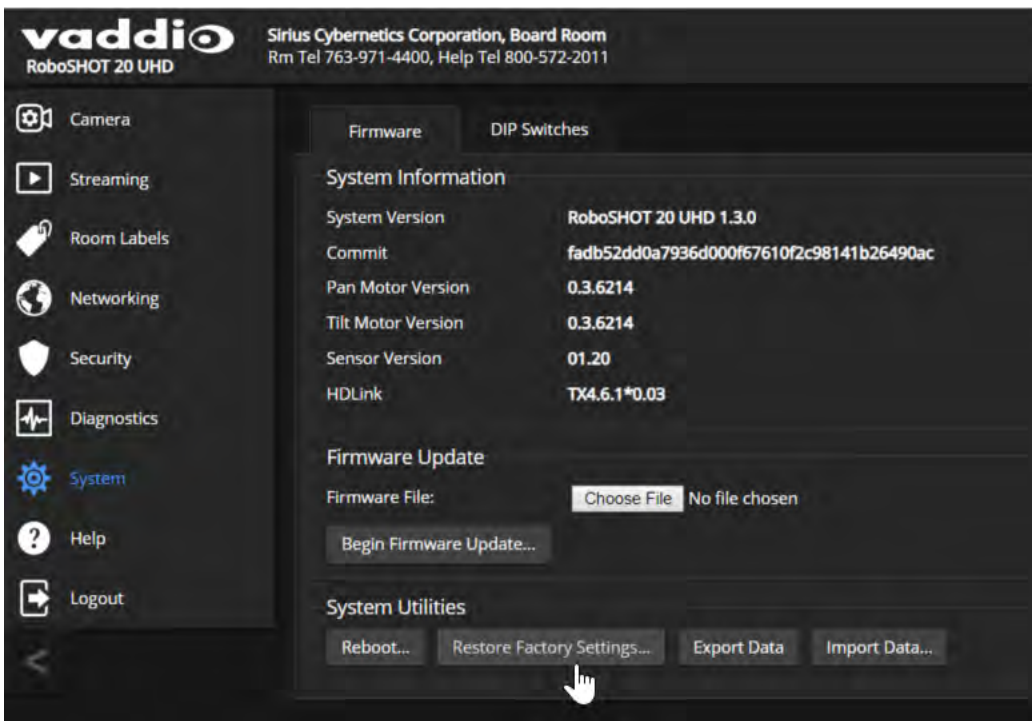 vaddio
RoboSHOT 20 UHD
Sirius Cybernetics Corporation, Board Room
Rm Tel 763-971-4400, Help Tel 800-572-2011
Camera
Streaming
Room Labels
Networking
Security
Diagnostics
System
? Help
Logout
<
Firmware DIP Switches
System Information
System Version RoboSHOT 20 UHD 1.3.0
Commit fadb52dd0a7936d000f67610f2c98141b26490ac
Pan Motor Version 0.3.6214
Tilt Motor Version 0.3.6214
Sensor Version 01.20
HDLink TX4.6.1*0.03
Firmware Update
Firmware File: Choose File No file chosen
Begin Firmware Update...
System Utilities
Reboot... Restore Factory Settings... Export Data Import Data...